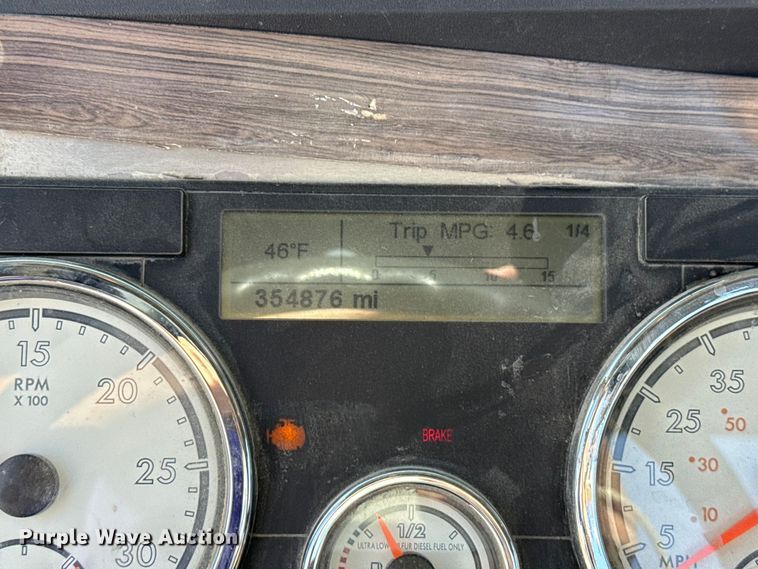 Trip MPG: 4.6 1/4
46°F
0 5 10 15
354876 mi
15
RPM
X 100
20
25
30
BRAKE
1/2
ULTRA LOW SULFUR DIESEL FUEL ONLY
35
25
50
15
30
5
10
MPH
Purple Wave Auction